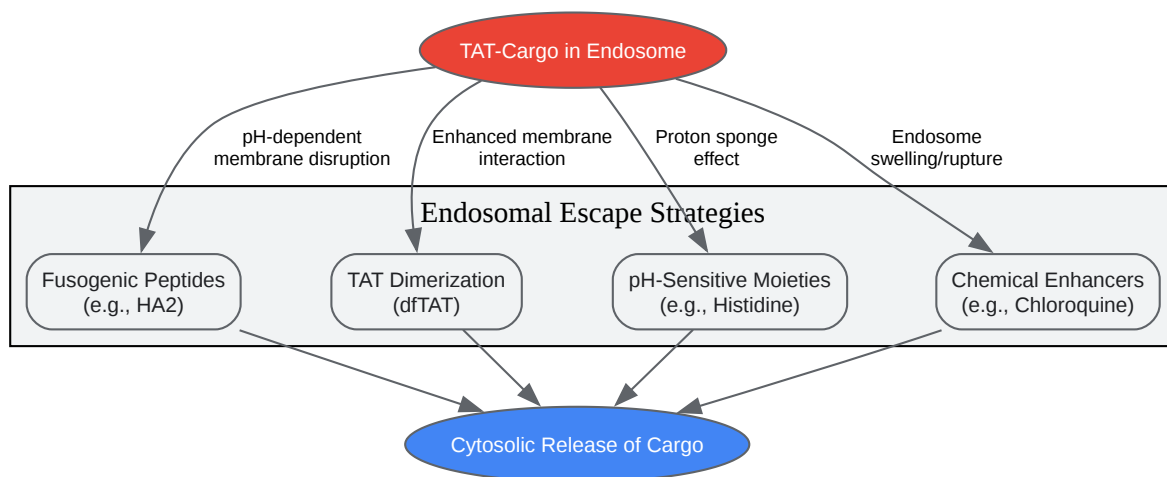 TAT-Cargo in Endosome
pH-dependent
membrane disruption
Enhanced membrane
interaction
Proton sponge
effect
Endosome
swelling/rupture
Endosomal Escape Strategies
Fusogenic Peptides
(e.g., HA2)
TAT Dimerization
(dfTAT)
pH-Sensitive Moieties
(e.g., Histidine)
Chemical Enhancers
(e.g., Chloroquine)
Cytosolic Release of Cargo